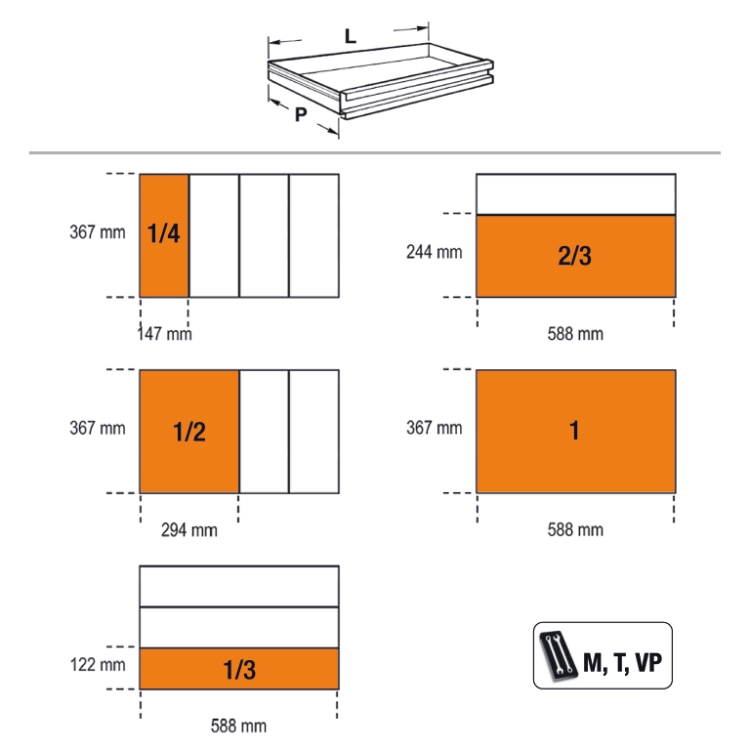 L
P
367 mm
1/4
147 mm
244 mm
2/3
588 mm
367 mm
1/2
294 mm
367 mm
1
588 mm
122 mm
1/3
588 mm
M, T, VP